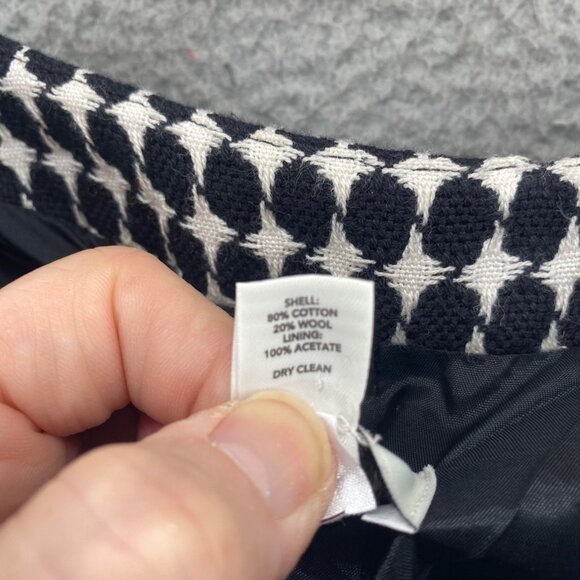 SHELL:
80% COTTON
20% WOOL
LINING:
100% ACETATE
DRY CLEAN